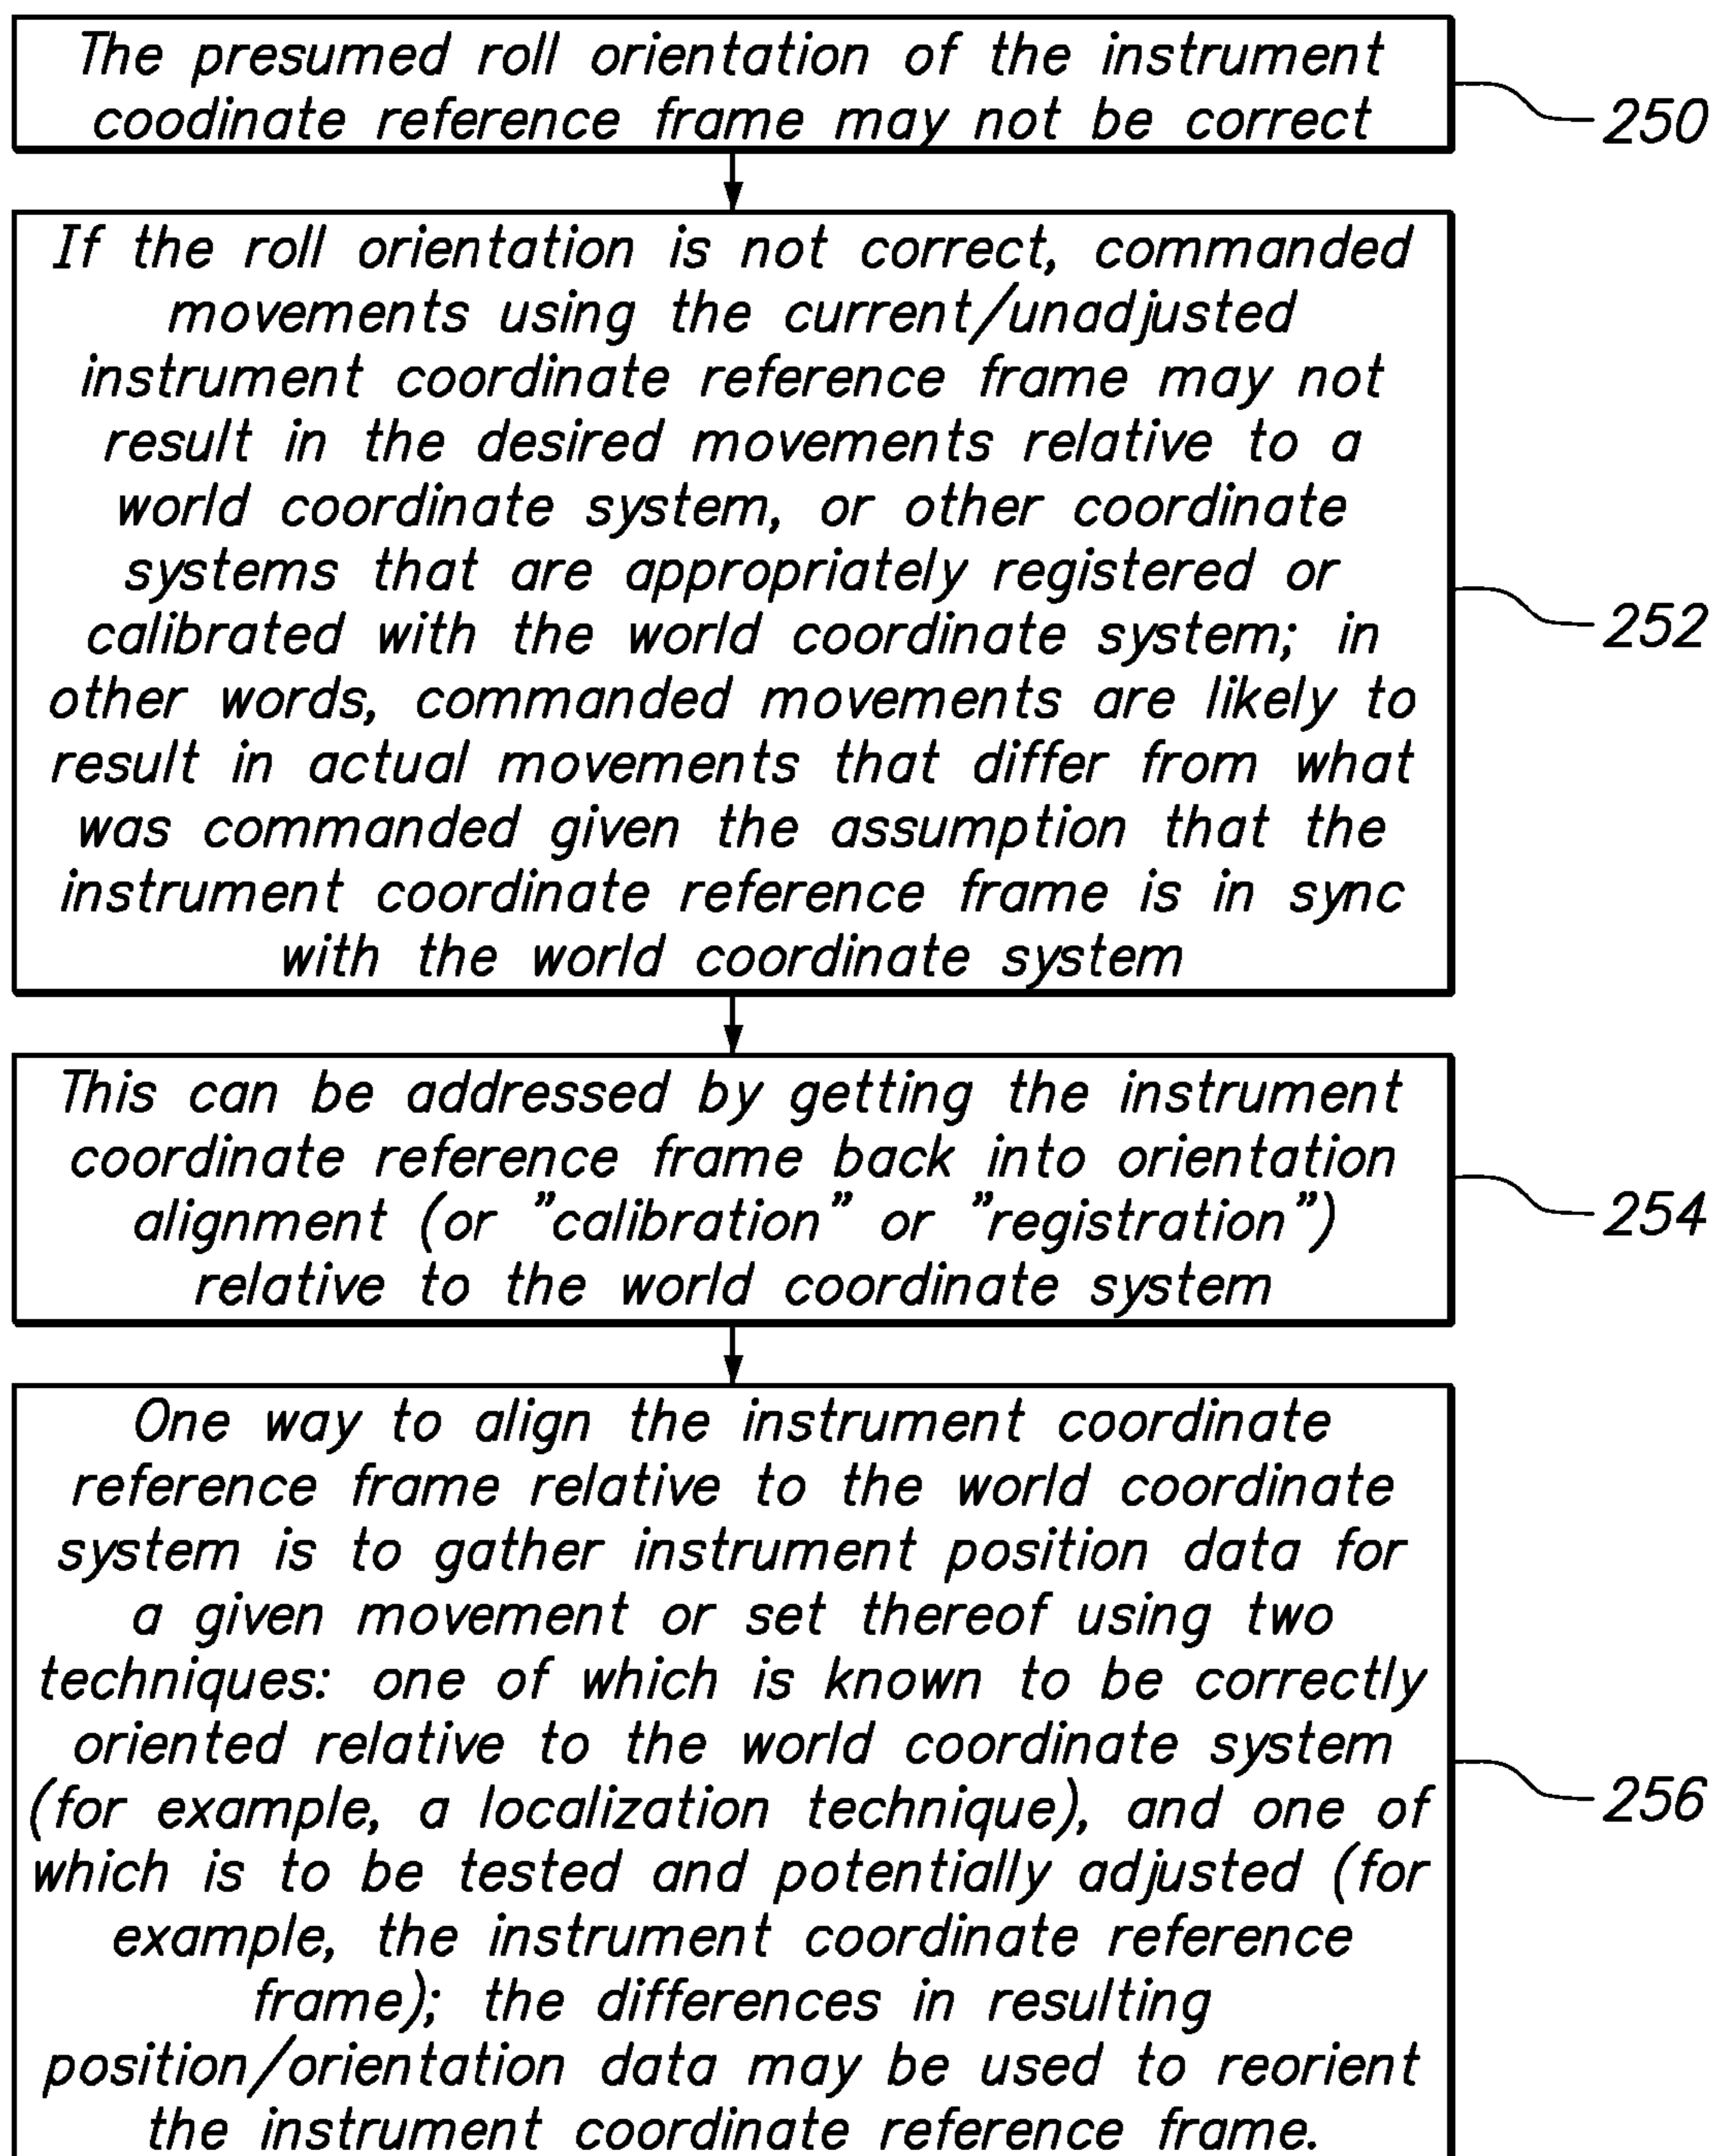 The presumed roll orientation of the instrument
coodinate reference frame may not be correct
250
If the roll orientation is not correct, commanded
movements using the current/unadjusted
instrument coordinate reference frame may not
result in the desired movements relative to a
world coordinate system, or other coordinate
systems that are appropriately registered or
calibrated with the world coordinate system; in
other words, commanded movements are likely to
result in actual movements that differ from what
was commanded given the assumption that the
instrument coordinate reference frame is in sync
with the world coordinate system
252
This can be addressed by getting the instrument
coordinate reference frame back into orientation
alignment (or "calibration" or "registration")
relative to the world coordinate system
254
One way to align the instrument coordinate
reference frame relative to the world coordinate
system is to gather instrument position data for
a given movement or set thereof using two
techniques: one of which is known to be correctly
oriented relative to the world coordinate system
(for example, a localization technique), and one of
which is to be tested and potentially adjusted (for
example, the instrument coordinate reference
frame); the differences in resulting
position/orientation data may be used to reorient
the instrument coordinate reference frame.
256